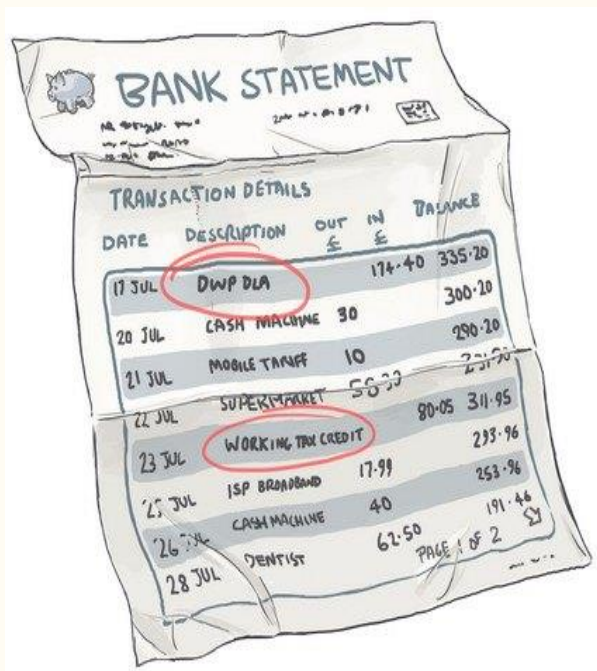 BANK STATEMENT
TRANSACTION DETAILS
DATE DESCRIPTION OUT £ IN £ BALANCE
17 JUL DWP DLA 174.40 335.20
20 JUL CASH MACHINE 30 300.20
21 JUL MOBILE TARIFF 10 290.20
22 JUL SUPERMARKET
23 JUL WORKING TAX CREDIT 80.05 311.95
25 JUL ISP BROADBAND 17.99 293.96
26 JUL CASH MACHINE 40 253.96
28 JUL DENTIST 62.50 191.46
PAGE 1 OF 2